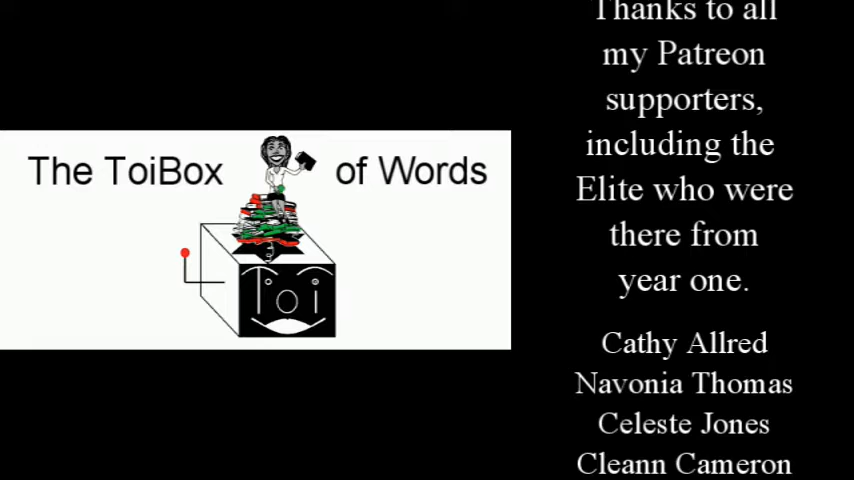 The ToiBox of Words
Toi
Thanks to all
my Patreon
supporters,
including the
Elite who were
there from
year one.
Cathy Allred
Navonia Thomas
Celeste Jones
Cleann Cameron